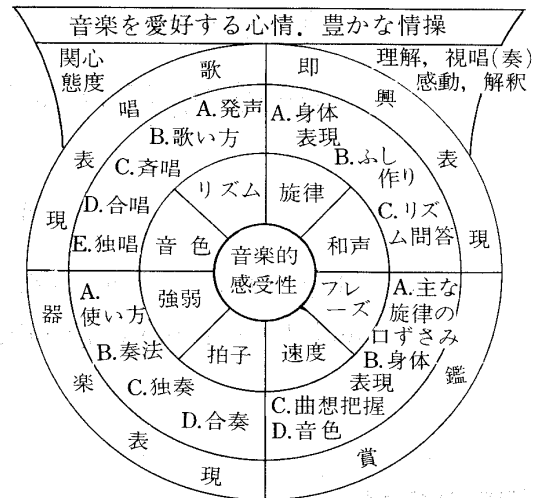 音楽を愛好する心情．豊かな情操
関心
態度
理解，視唱(奏)
感動，解釈
歌唱表現
A.発声
B.歌い方
C.斉唱
D.合唱
E.独唱
即興表現
A.身体
表現
B.ふし
作り
C.リズ
ム問答
器楽表現
A.
使い方
B.奏法
C.独奏
D.合奏
鑑賞
A.主な
旋律の
口ずさみ
B.身体
表現
C.曲想把握
D.音色
リズム
旋律
音色
和声
強弱
フレ
ーズ
拍子
速度
音楽的
感受性